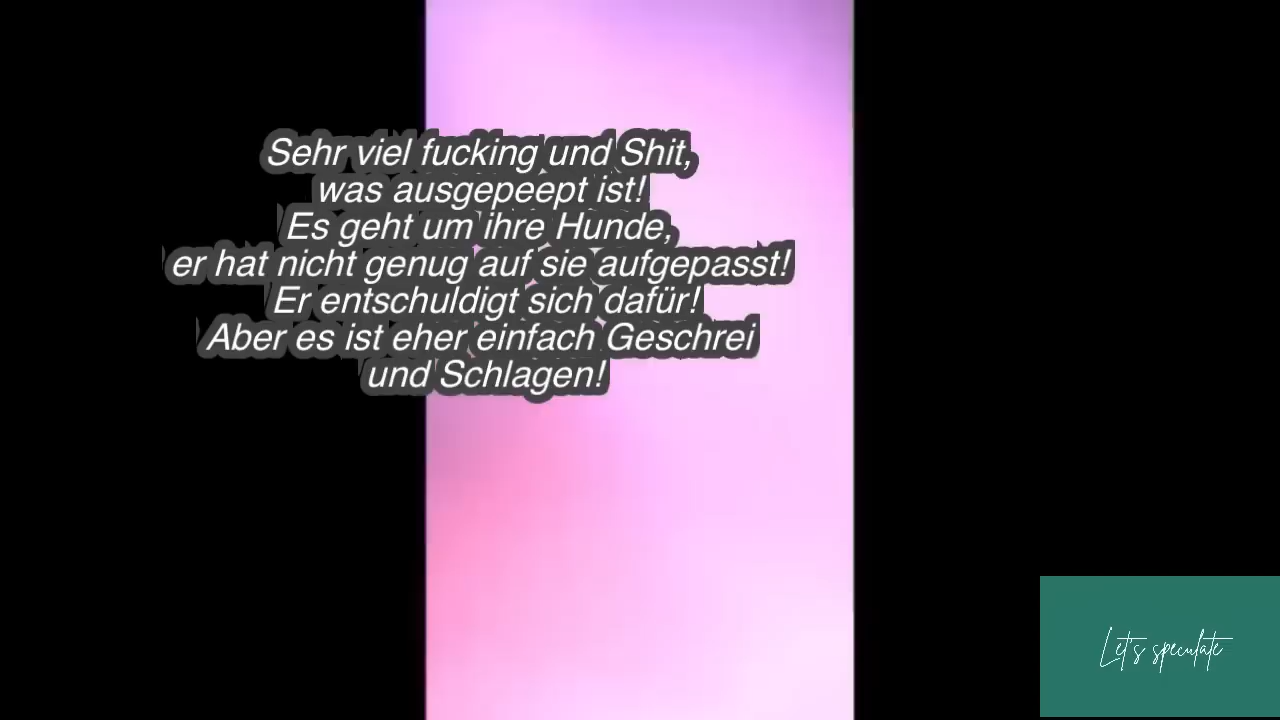 Sehr viel fucking und Shit,
was ausgepeept ist!
Es geht um ihre Hunde,
er hat nicht genug auf sie aufgepasst!
Er entschuldigt sich dafür!
Aber es ist eher einfach Geschrei
und Schlagen!
Let's speculate